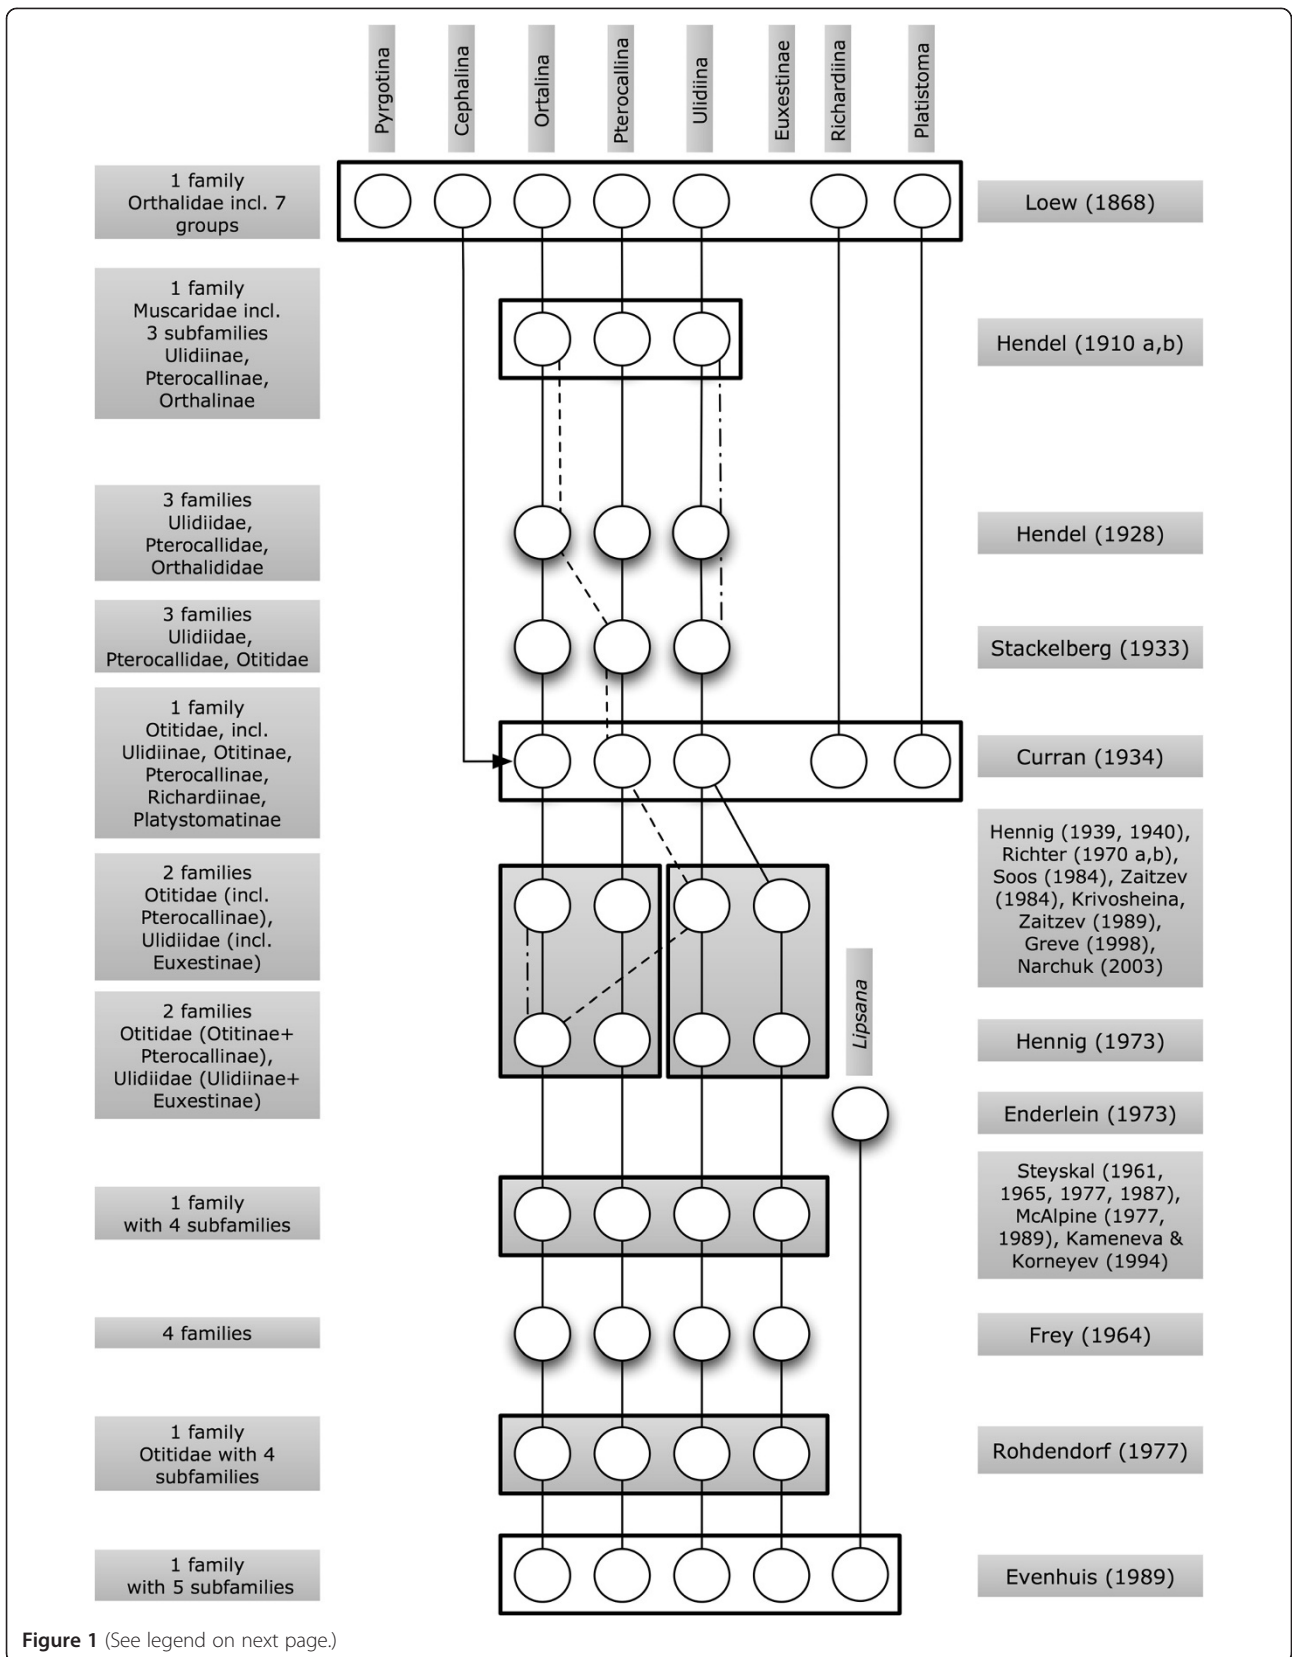 Pyrgotina
Cephalina
Ortalina
Pterocallina
Ulidiina
Euxestinae
Richardiina
Platistoma
1 family
Orthalidae incl. 7
groups
Loew (1868)
1 family
Muscaridae incl.
3 subfamilies
Ulidiinae,
Pterocallinae,
Orthalinae
Hendel (1910 a,b)
3 families
Ulidiidae,
Pterocallidae,
Orthalididae
Hendel (1928)
3 families
Ulidiidae,
Pterocallidae, Otitidae
Stackelberg (1933)
1 family
Otitidae, incl.
Ulidiinae, Otitinae,
Pterocallinae,
Richardiinae,
Platystomatinae
Curran (1934)
2 families
Otitidae (incl.
Pterocallinae),
Ulidiidae (incl.
Euxestinae)
Hennig (1939, 1940),
Richter (1970 a,b),
Soos (1984), Zaitzev
(1984), Krivosheina,
Zaitzev (1989),
Greve (1998),
Narchuk (2003)
2 families
Otitidae (Otitinae+
Pterocallinae),
Ulidiidae (Ulidiinae+
Euxestinae)
Hennig (1973)
Lipsana
Enderlein (1973)
1 family
with 4 subfamilies
Steyskal (1961,
1965, 1977, 1987),
McAlpine (1977,
1989), Kameneva &
Korneyev (1994)
4 families
Frey (1964)
1 family
Otitidae with 4
subfamilies
Rohdendorf (1977)
1 family
with 5 subfamilies
Evenhuis (1989)
Figure 1 (See legend on next page.)